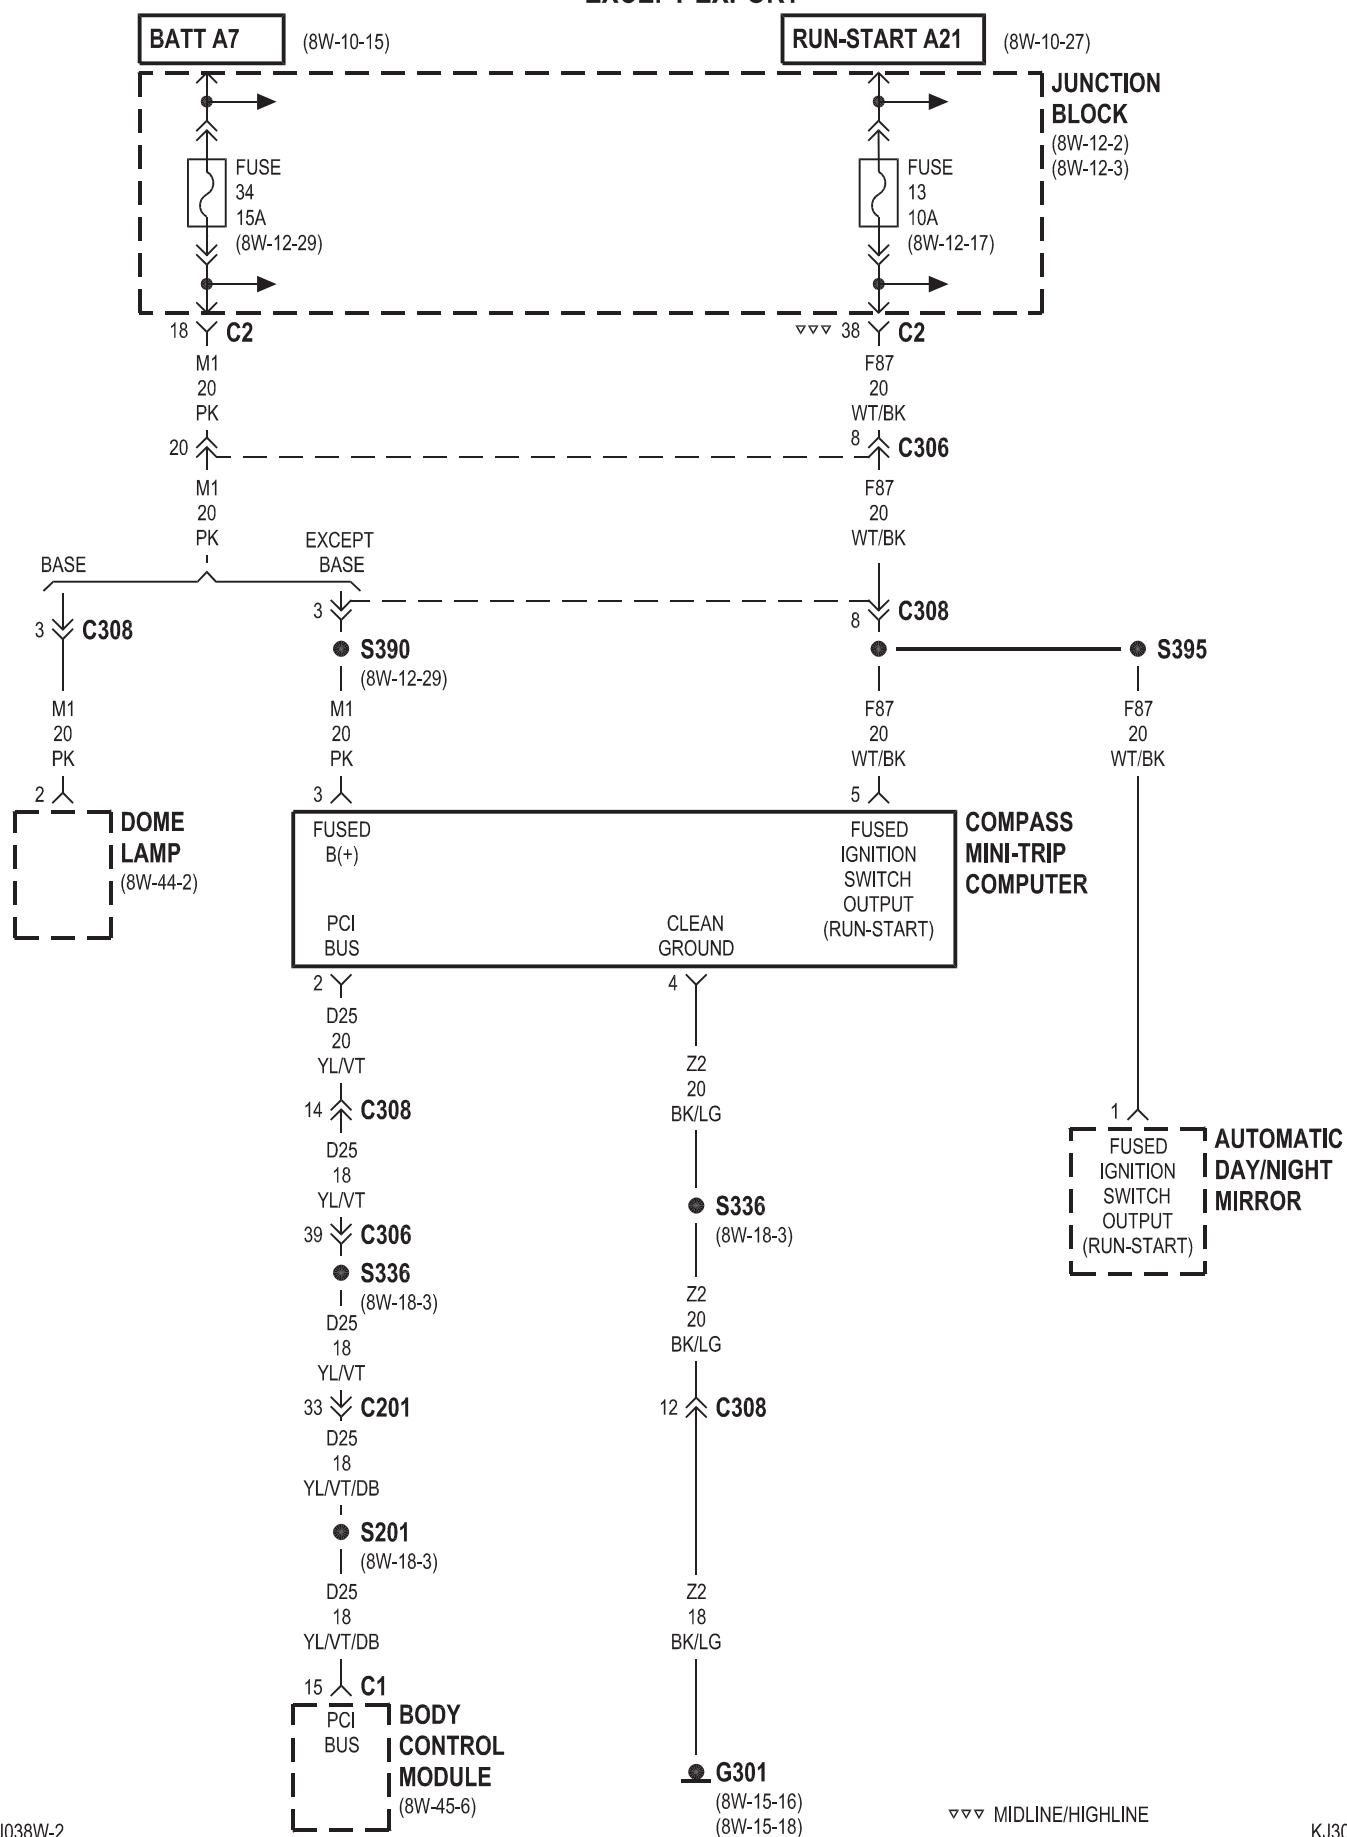 BATT A7 (8W-10-15) RUN-START A21 (8W-10-27)
JUNCTION
BLOCK
(8W-12-2)
(8W-12-3)
FUSE
34
15A
(8W-12-29)
FUSE
13
10A
(8W-12-17)
18 C2
▿▿▿ 38 C2
M1
20
PK
F87
20
WT/BK
20
8 C306
M1
20
PK
F87
20
WT/BK
BASE
EXCEPT
BASE
3 C308
3
8 C308
S390
(8W-12-29)
S395
M1
20
PK
M1
20
PK
F87
20
WT/BK
F87
20
WT/BK
2
3
5
DOME
LAMP
(8W-44-2)
FUSED
B(+)
FUSED
IGNITION
SWITCH
OUTPUT
(RUN-START)
COMPASS
MINI-TRIP
COMPUTER
PCI
BUS
CLEAN
GROUND
2
4
D25
20
YL/VT
Z2
20
BK/LG
14 C308
1
D25
18
YL/VT
FUSED
IGNITION
SWITCH
OUTPUT
(RUN-START)
AUTOMATIC
DAY/NIGHT
MIRROR
S336
(8W-18-3)
39 C306
S336
(8W-18-3)
D25
18
YL/VT
Z2
20
BK/LG
33 C201
12 C308
D25
18
YL/VT/DB
S201
(8W-18-3)
D25
18
YL/VT/DB
Z2
18
BK/LG
15 C1
PCI
BUS
BODY
CONTROL
MODULE
(8W-45-6)
G301
(8W-15-16)
(8W-15-18)
▿▿▿ MIDLINE/HIGHLINE
J038W-2
KJ30